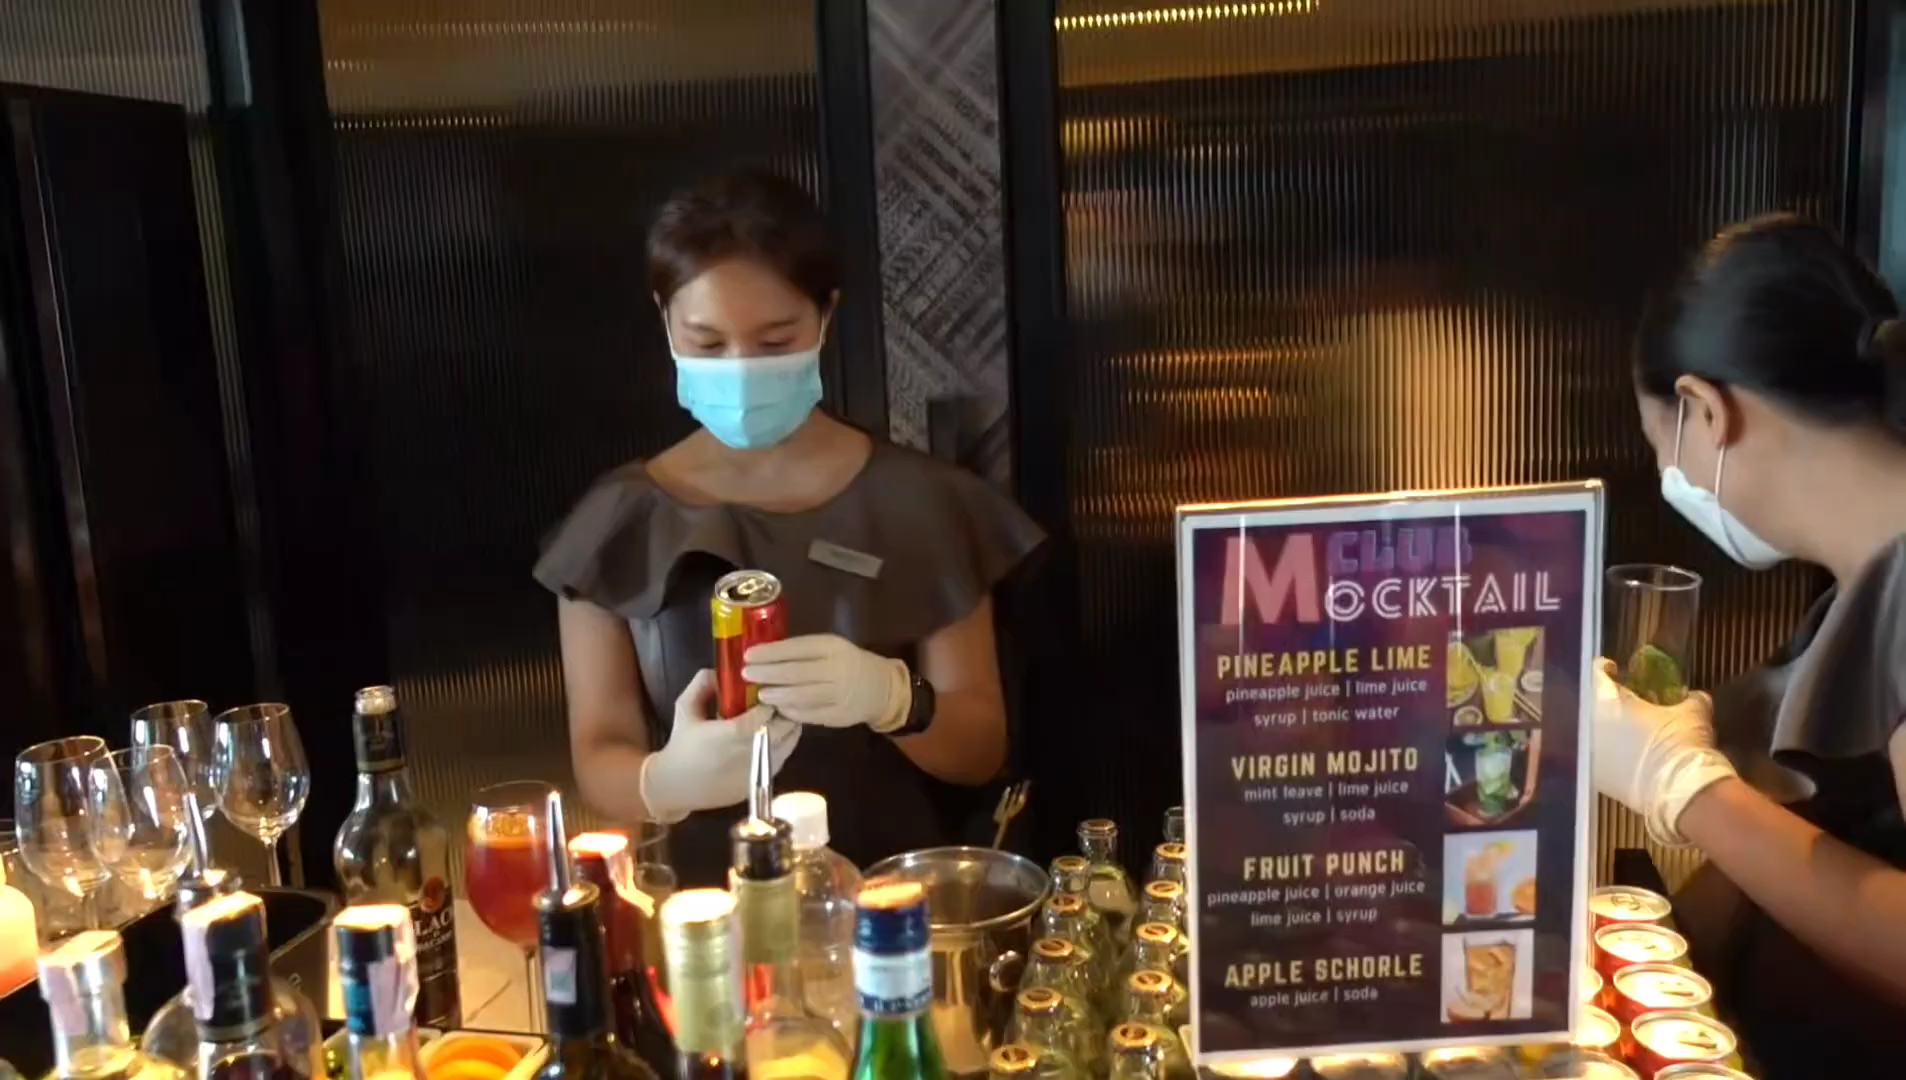 M CLUB
MOCKTAIL
PINEAPPLE LIME
pineapple juice | lime juice
syrup | tonic water
VIRGIN MOJITO
mint leave | lime juice
syrup | soda
FRUIT PUNCH
pineapple juice | orange juice
lime juice | syrup
APPLE SCHORLE
apple juice | soda